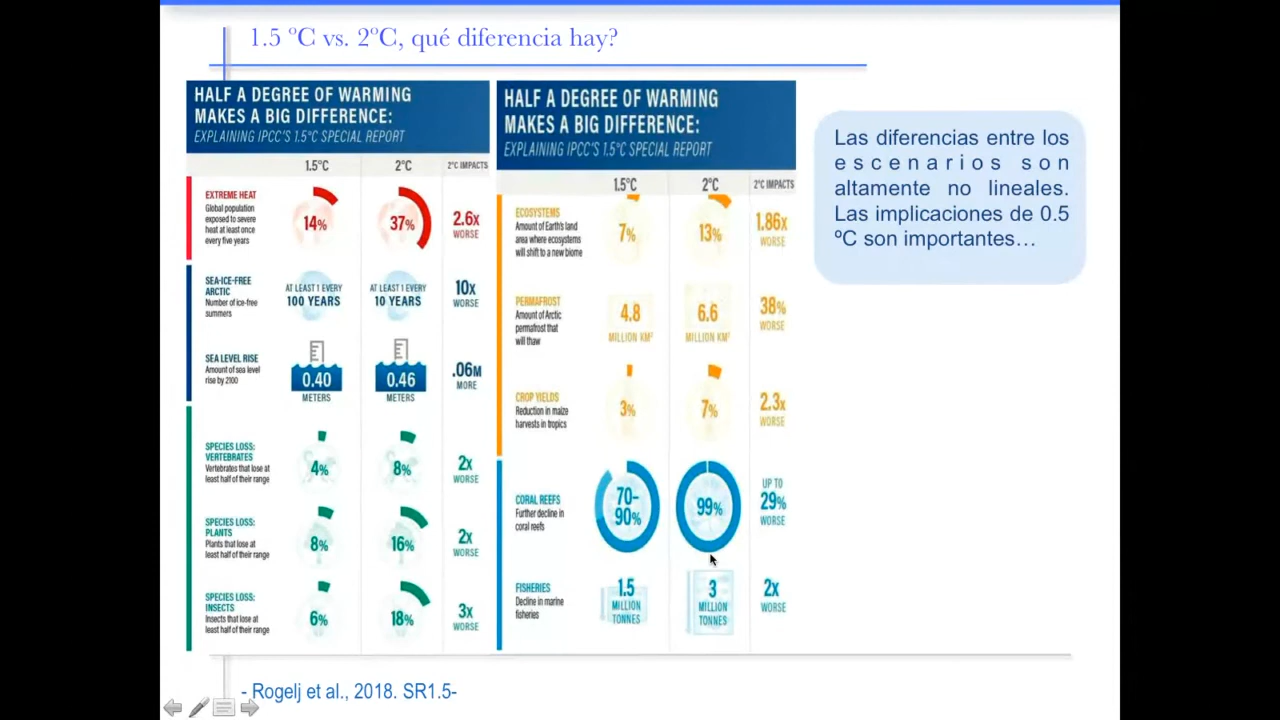 1.5 ºC vs. 2ºC, qué diferencia hay?
HALF A DEGREE OF WARMING
MAKES A BIG DIFFERENCE:
EXPLAINING IPCC'S 1.5°C SPECIAL REPORT
1.5°C
2°C
2°C IMPACTS
EXTREME HEAT
Global population
exposed to severe
heat at least once
every five years
14%
37%
2.6x
WORSE
SEA-ICE-FREE
ARCTIC
Number of ice-free
summers
AT LEAST 1 EVERY
100 YEARS
AT LEAST 1 EVERY
10 YEARS
10x
WORSE
SEA LEVEL RISE
Amount of sea level
rise by 2100
0.40
METERS
0.46
METERS
.06M
MORE
SPECIES LOSS:
VERTEBRATES
Vertebrates that lose at
least half of their range
4%
8%
2x
WORSE
SPECIES LOSS:
PLANTS
Plants that lose at
least half of their range
8%
16%
2x
WORSE
SPECIES LOSS:
INSECTS
Insects that lose at
least half of their range
6%
18%
3x
WORSE
HALF A DEGREE OF WARMING
MAKES A BIG DIFFERENCE:
EXPLAINING IPCC'S 1.5°C SPECIAL REPORT
1.5°C
2°C
2°C IMPACTS
ECOSYSTEMS
Amount of Earth's land
area where ecosystems
will shift to a new biome
7%
13%
1.86x
WORSE
PERMAFROST
Amount of Arctic
permafrost that
will thaw
4.8
MILLION KM²
6.6
MILLION KM²
38%
WORSE
CROP YIELDS
Reduction in maize
harvests in tropics
3%
7%
2.3x
WORSE
CORAL REEFS
Further decline in
coral reefs
70-
90%
99%
UP TO
29%
WORSE
FISHERIES
Decline in marine
fisheries
1.5
MILLION
TONNES
3
MILLION
TONNES
2x
WORSE
Las diferencias entre los
escenarios son
altamente no lineales.
Las implicaciones de 0.5
ºC son importantes…
- Rogelj et al., 2018. SR1.5-